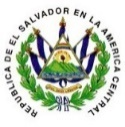 REPUBLICA DE EL SALVADOR EN LA AMERICA CENTRAL